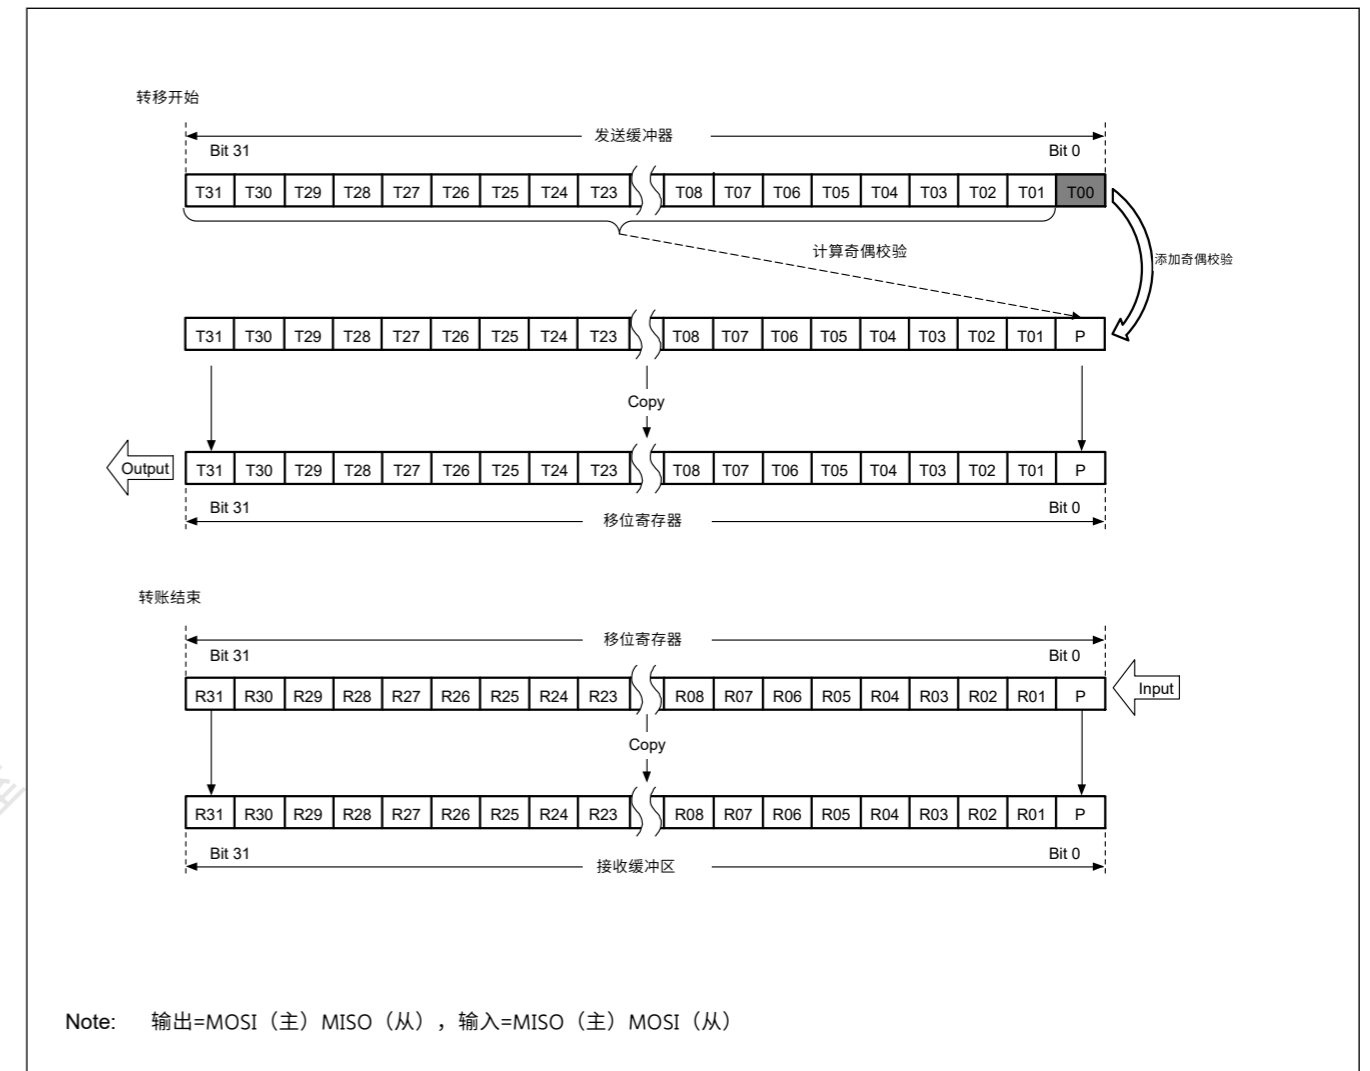 转移开始
发送缓冲器
Bit 31 Bit 0
T31 T30 T29 T28 T27 T26 T25 T24 T23 T08 T07 T06 T05 T04 T03 T02 T01 T00
计算奇偶校验
添加奇偶校验
T31 T30 T29 T28 T27 T26 T25 T24 T23 T08 T07 T06 T05 T04 T03 T02 T01 P
Copy
Output T31 T30 T29 T28 T27 T26 T25 T24 T23 T08 T07 T06 T05 T04 T03 T02 T01 P
Bit 31 Bit 0
移位寄存器
转账结束
移位寄存器
Bit 31 Bit 0
R31 R30 R29 R28 R27 R26 R25 R24 R23 R08 R07 R06 R05 R04 R03 R02 R01 P Input
Copy
R31 R30 R29 R28 R27 R26 R25 R24 R23 R08 R07 R06 R05 R04 R03 R02 R01 P
Bit 31 Bit 0
接收缓冲区
Note: 输出=MOSI（主）MISO（从），输入=MISO（主）MOSI（从）